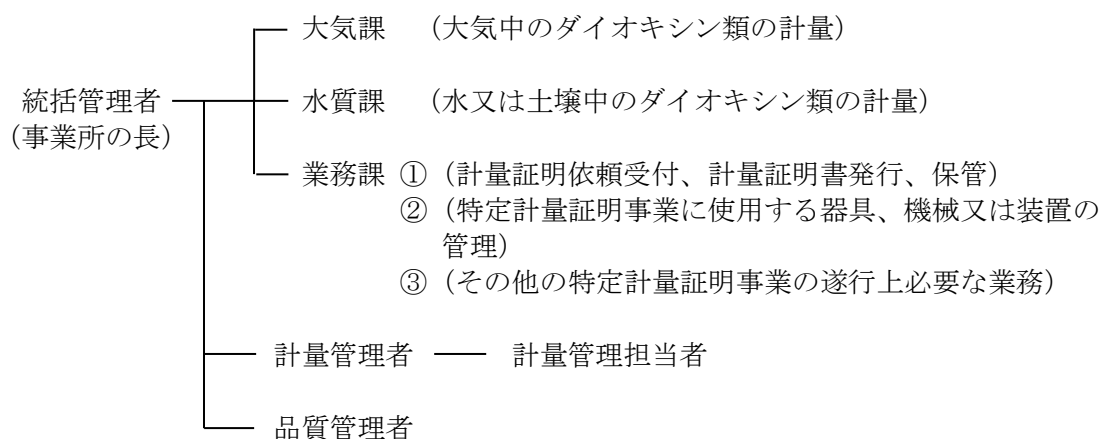 大気課 （大気中のダイオキシン類の計量）
統括管理者 水質課 （水又は土壌中のダイオキシン類の計量）
（事業所の長）
業務課 ①（計量証明依頼受付、計量証明書発行、保管）
②（特定計量証明事業に使用する器具、機械又は装置の
管理）
③（その他の特定計量証明事業の遂行上必要な業務）
計量管理者 計量管理担当者
品質管理者